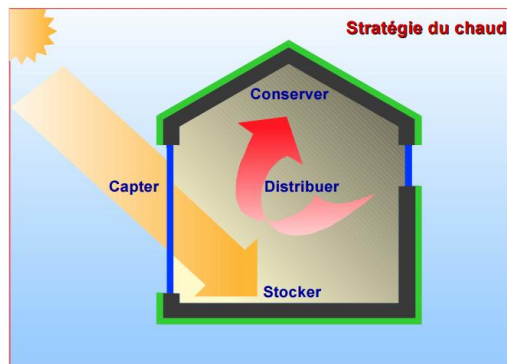 Stratégie du chaud
Conserver
Capter
Distribuer
Stocker